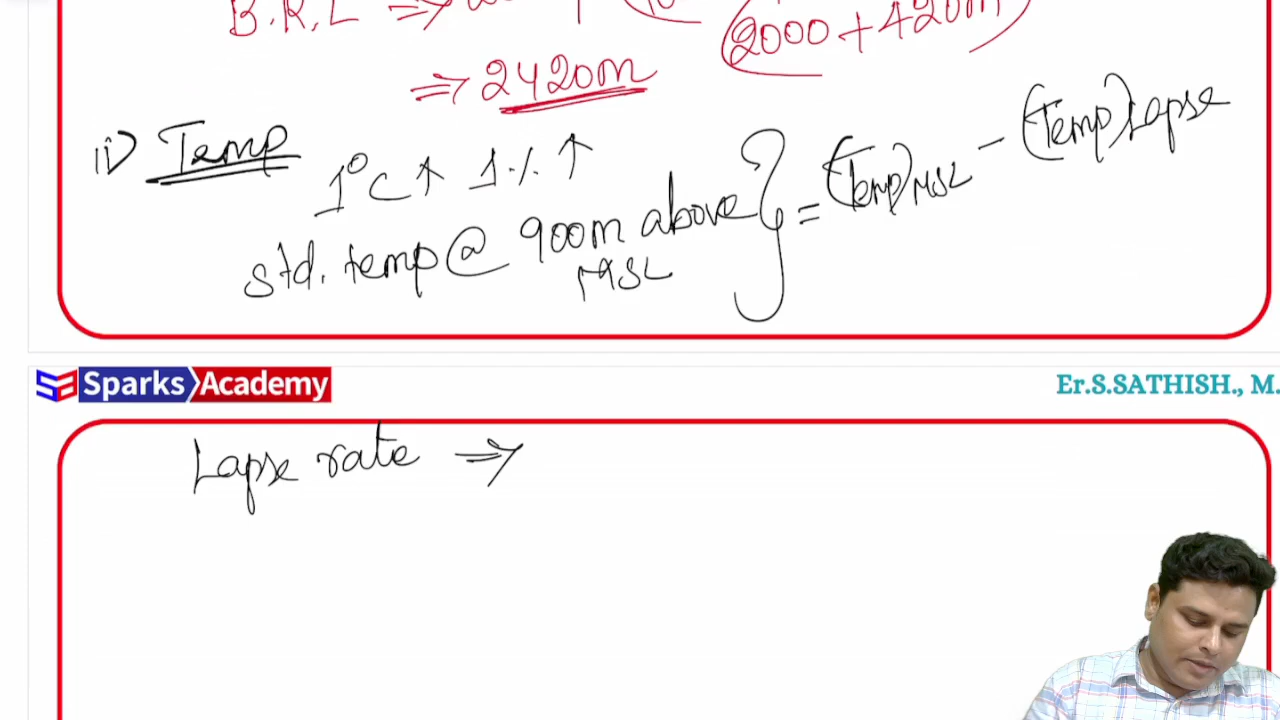 B.R.L ⇒
(2000 + 420m)
⇒ 2420m
ii) Temp
1°C ↑ 1.% ↑
std. temp @ 900m above MSL } = (Temp)MSL - (Temp)Lapse
Sparks Academy
Er.S.SATHISH., M.
Lapse rate ⇒